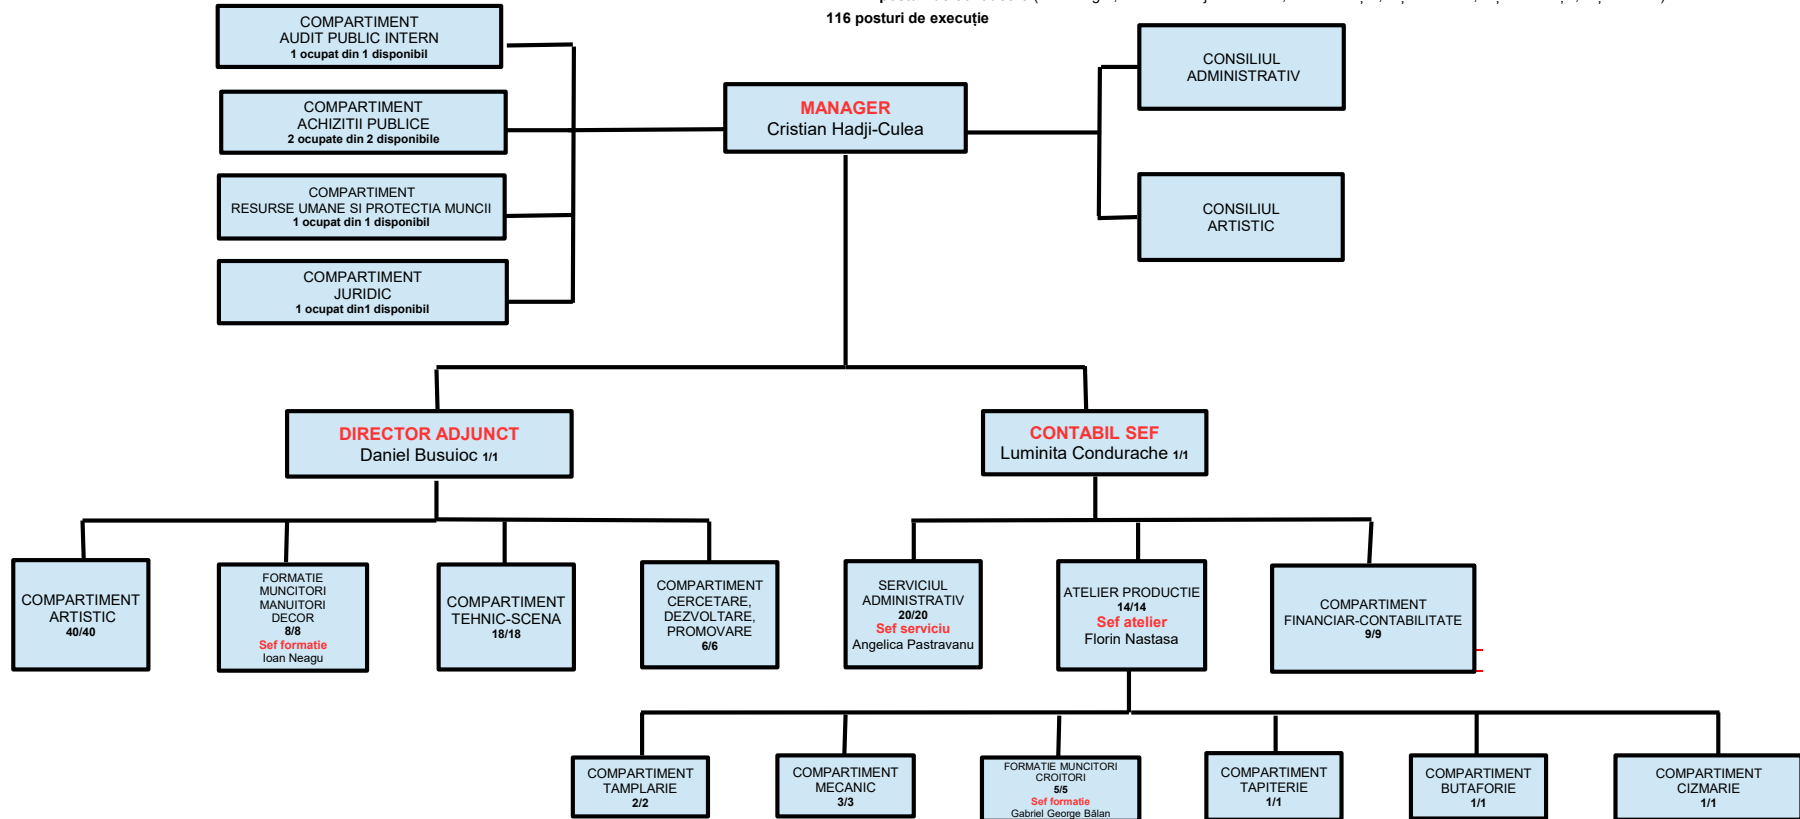 116 posturi de execuție
COMPARTIMENT
AUDIT PUBLIC INTERN
1 ocupat din 1 disponibil
COMPARTIMENT
ACHIZITII PUBLICE
2 ocupate din 2 disponibile
COMPARTIMENT
RESURSE UMANE SI PROTECTIA MUNCII
1 ocupat din 1 disponibil
COMPARTIMENT
JURIDIC
1 ocupat din1 disponibil
MANAGER
Cristian Hadji-Culea
CONSILIUL
ADMINISTRATIV
CONSILIUL
ARTISTIC
DIRECTOR ADJUNCT
Daniel Busuioc 1/1
CONTABIL SEF
Luminita Condurache 1/1
COMPARTIMENT
ARTISTIC
40/40
FORMATIE
MUNCITORI
MANUITORI
DECOR
8/8
Sef formatie
Ioan Neagu
COMPARTIMENT
TEHNIC-SCENA
18/18
COMPARTIMENT
CERCETARE,
DEZVOLTARE,
PROMOVARE
6/6
SERVICIUL
ADMINISTRATIV
20/20
Sef serviciu
Angelica Pastravanu
ATELIER PRODUCTIE
14/14
Sef atelier
Florin Nastasa
COMPARTIMENT
FINANCIAR-CONTABILITATE
9/9
COMPARTIMENT
TAMPLARIE
2/2
COMPARTIMENT
MECANIC
3/3
FORMATIE MUNCITORI
CROITORI
5/5
Sef formatie
Gabriel George Bălan
COMPARTIMENT
TAPITERIE
1/1
COMPARTIMENT
BUTAFORIE
1/1
COMPARTIMENT
CIZMARIE
1/1